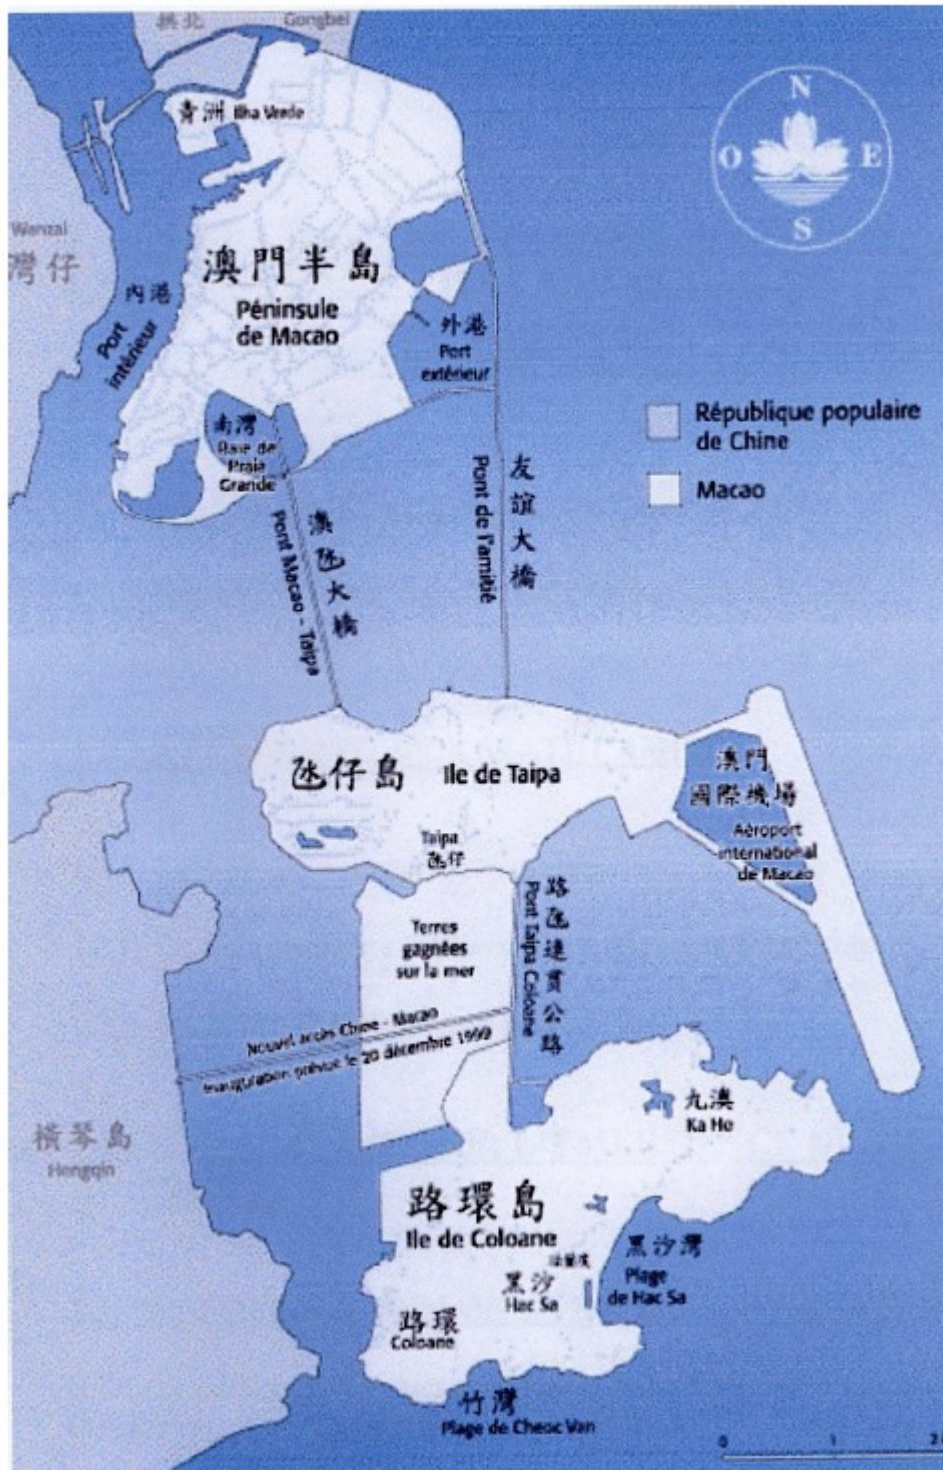 拱北 Gongbei
青洲 Ilha Verde
N
O E
S
Wanzai
灣仔
澳門半島
Péninsule
de Macao
內港
Port
intérieur
外港
Port
extérieur
南灣
Baie de
Praia
Grande
République populaire
de Chine
Macao
友誼大橋
Pont de l'amitié
澳氹大橋
Pont Macao - Taipa
氹仔島 Ile de Taipa
澳門
國際機場
Aéroport
international
de Macao
Taïpa
氹仔
路氹連貫公路
Pont Taipa Coloane
Terres
gagnées
sur la mer
Nouvel accès Chine - Macao
Inauguration prévue le 20 décembre 1999
九澳
Ka Ho
橫琴島
Hengqin
路環島
Ile de Coloane
黑沙灣
Plage
de Hac Sa
黑沙
Hac Sa
路環
Coloane
竹灣
Plage de Cheoc Van
0 1 2